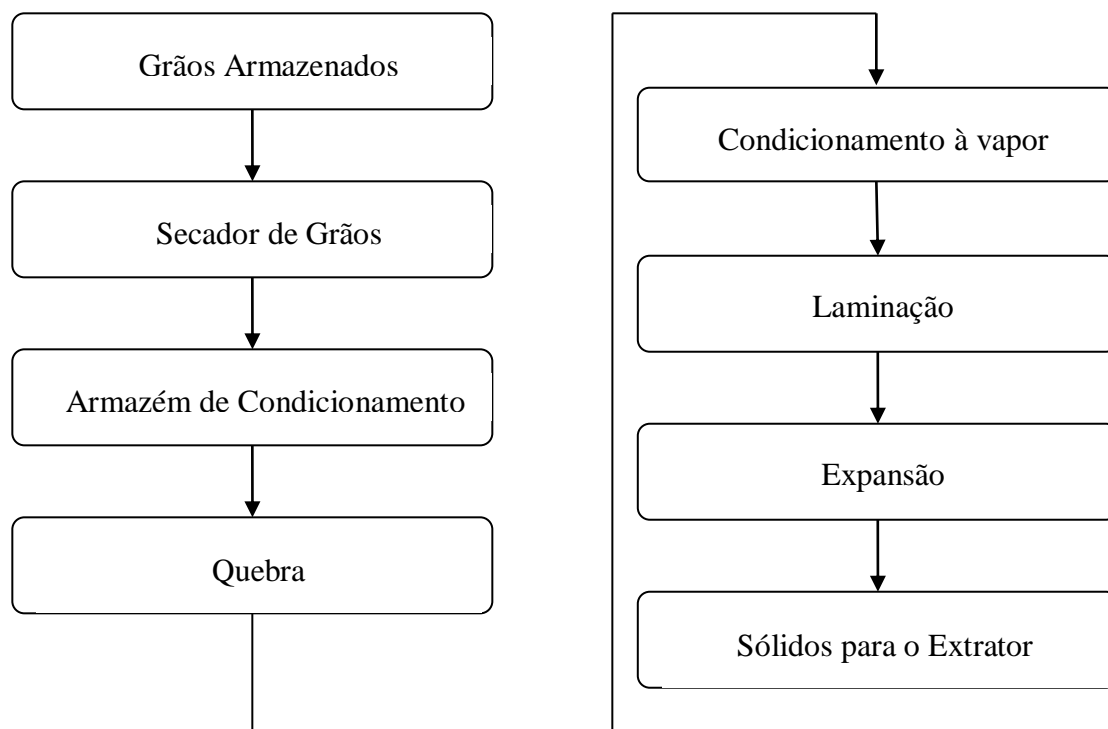 Grãos Armazenados
Secador de Grãos
Armazém de Condicionamento
Quebra
Condicionamento à vapor
Laminação
Expansão
Sólidos para o Extrator